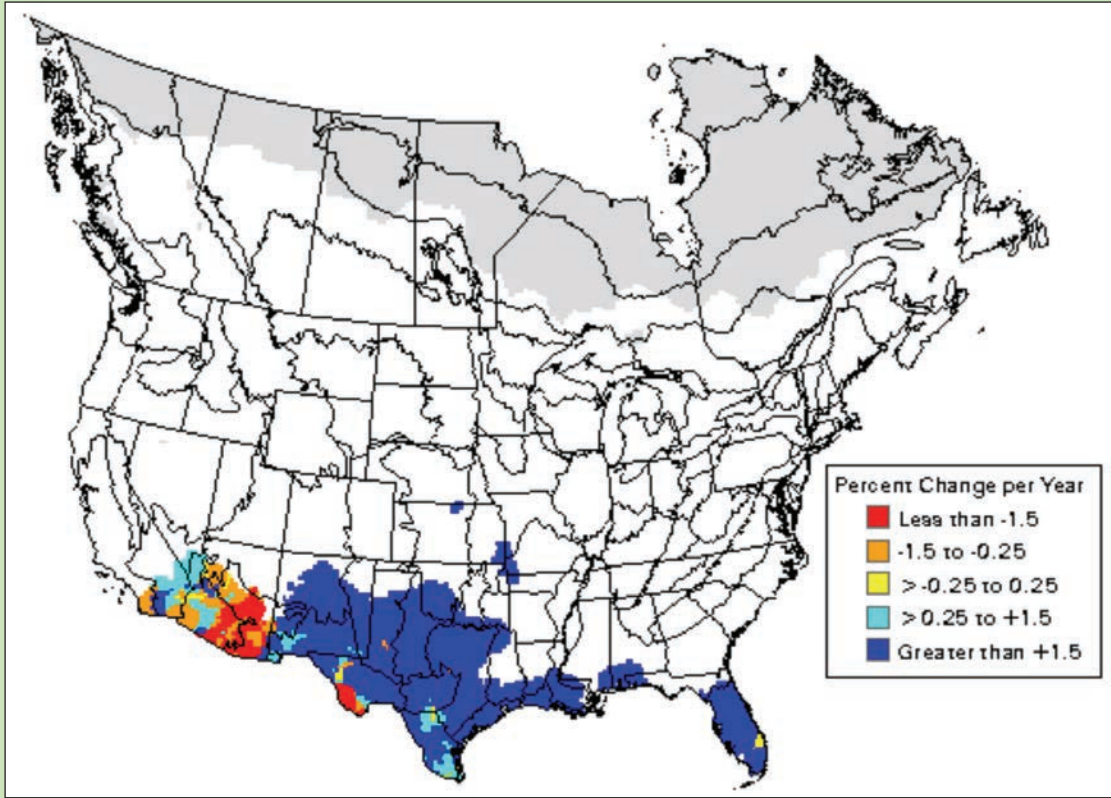 Percent Change per Year
Less than -1.5
-1.5 to -0.25
> -0.25 to 0.25
> 0.25 to +1.5
Greater than +1.5